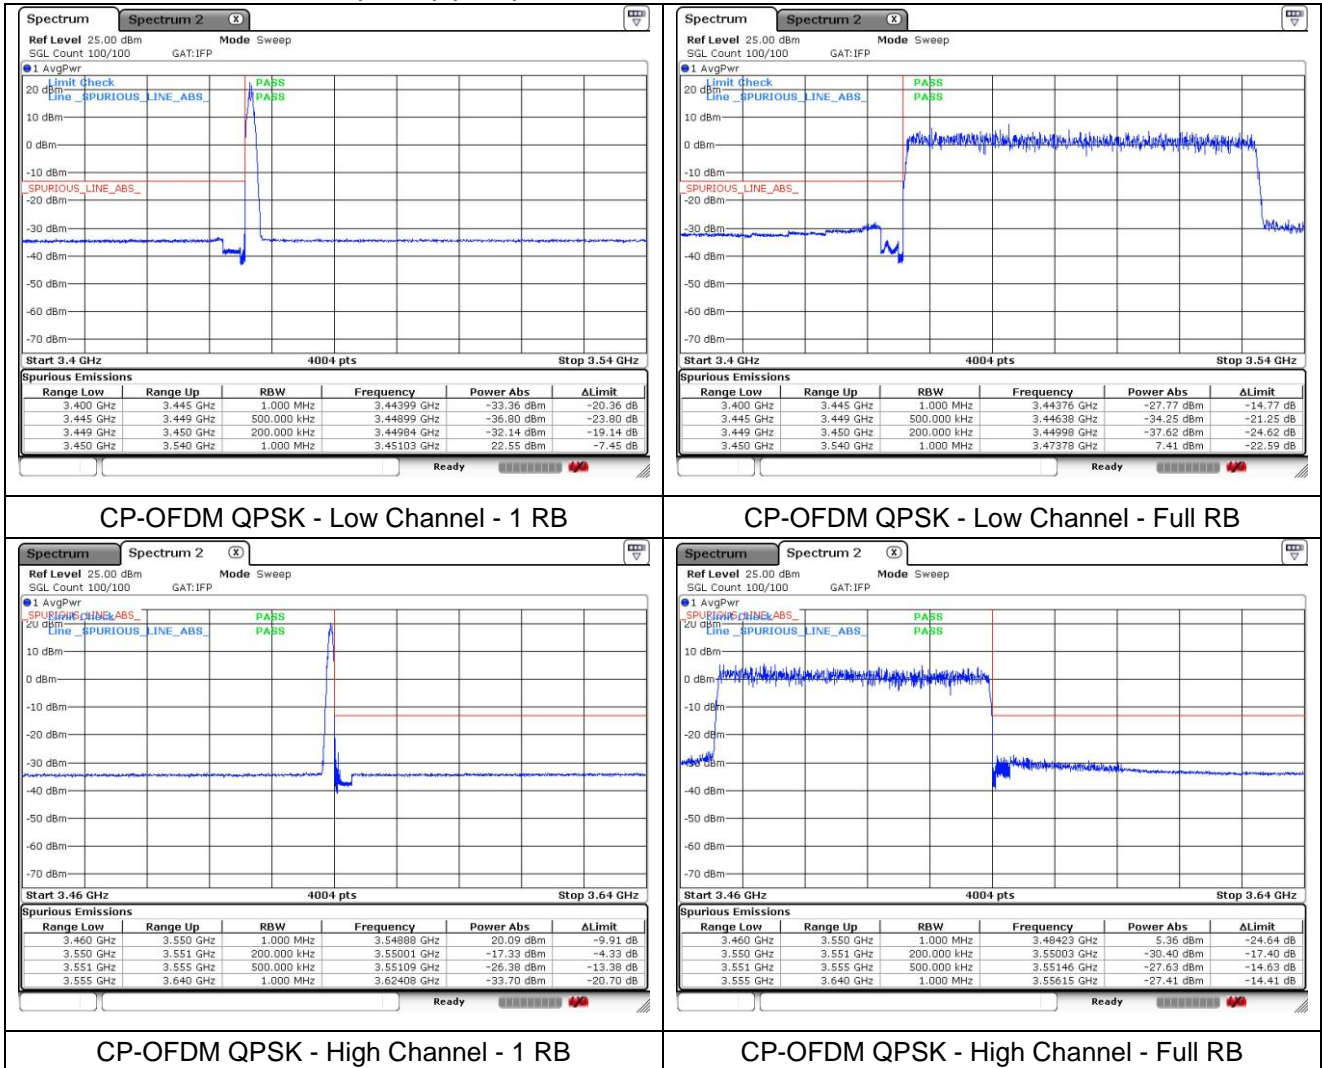 Spectrum Spectrum 2 X
Ref Level 25.00 dBm Mode Sweep
SGL Count 100/100 GAT:IFP
1 AvgPwr
Limit Check PASS
20 dBm
Line _SPURIOUS_LINE_ABS_ PASS
10 dBm
0 dBm
-10 dBm
_SPURIOUS_LINE_ABS_
-20 dBm
-30 dBm
-40 dBm
-50 dBm
-60 dBm
-70 dBm
Start 3.4 GHz 4004 pts Stop 3.54 GHz
Spurious Emissions
Range Low Range Up RBW Frequency Power Abs ΔLimit
3.400 GHz 3.445 GHz 1.000 MHz 3.44399 GHz -33.36 dBm -20.36 dB
3.445 GHz 3.449 GHz 500.000 kHz 3.44899 GHz -36.80 dBm -23.80 dB
3.449 GHz 3.450 GHz 200.000 kHz 3.44984 GHz -32.14 dBm -19.14 dB
3.450 GHz 3.540 GHz 1.000 MHz 3.45103 GHz 22.55 dBm -7.45 dB
Ready
CP-OFDM QPSK - Low Channel - 1 RB
Spectrum Spectrum 2 X
Ref Level 25.00 dBm Mode Sweep
SGL Count 100/100 GAT:IFP
1 AvgPwr
Limit Check PASS
20 dBm
Line _SPURIOUS_LINE_ABS_ PASS
10 dBm
0 dBm
-10 dBm
_SPURIOUS_LINE_ABS_
-20 dBm
-30 dBm
-40 dBm
-50 dBm
-60 dBm
-70 dBm
Start 3.4 GHz 4004 pts Stop 3.54 GHz
Spurious Emissions
Range Low Range Up RBW Frequency Power Abs ΔLimit
3.400 GHz 3.445 GHz 1.000 MHz 3.44376 GHz -27.77 dBm -14.77 dB
3.445 GHz 3.449 GHz 500.000 kHz 3.44638 GHz -34.25 dBm -21.25 dB
3.449 GHz 3.450 GHz 200.000 kHz 3.44998 GHz -37.62 dBm -24.62 dB
3.450 GHz 3.540 GHz 1.000 MHz 3.47378 GHz 7.41 dBm -22.59 dB
Ready
CP-OFDM QPSK - Low Channel - Full RB
Spectrum Spectrum 2 X
Ref Level 25.00 dBm Mode Sweep
SGL Count 100/100 GAT:IFP
1 AvgPwr
_SPURIOUS_LINE_ABS_
Limit Check PASS
20 dBm
Line _SPURIOUS_LINE_ABS_ PASS
10 dBm
0 dBm
-10 dBm
-20 dBm
-30 dBm
-40 dBm
-50 dBm
-60 dBm
-70 dBm
Start 3.46 GHz 4004 pts Stop 3.64 GHz
Spurious Emissions
Range Low Range Up RBW Frequency Power Abs ΔLimit
3.460 GHz 3.550 GHz 1.000 MHz 3.54888 GHz 20.09 dBm -9.91 dB
3.550 GHz 3.551 GHz 200.000 kHz 3.55001 GHz -17.33 dBm -4.33 dB
3.551 GHz 3.555 GHz 500.000 kHz 3.55109 GHz -26.38 dBm -13.38 dB
3.555 GHz 3.640 GHz 1.000 MHz 3.62408 GHz -33.70 dBm -20.70 dB
Ready
CP-OFDM QPSK - High Channel - 1 RB
Spectrum Spectrum 2 X
Ref Level 25.00 dBm Mode Sweep
SGL Count 100/100 GAT:IFP
1 AvgPwr
_SPURIOUS_LINE_ABS_
Limit Check PASS
20 dBm
Line _SPURIOUS_LINE_ABS_ PASS
10 dBm
0 dBm
-10 dBm
-20 dBm
-30 dBm
-40 dBm
-50 dBm
-60 dBm
-70 dBm
Start 3.46 GHz 4004 pts Stop 3.64 GHz
Spurious Emissions
Range Low Range Up RBW Frequency Power Abs ΔLimit
3.460 GHz 3.550 GHz 1.000 MHz 3.48423 GHz 5.36 dBm -24.64 dB
3.550 GHz 3.551 GHz 200.000 kHz 3.55003 GHz -30.40 dBm -17.40 dB
3.551 GHz 3.555 GHz 500.000 kHz 3.55146 GHz -27.63 dBm -14.63 dB
3.555 GHz 3.640 GHz 1.000 MHz 3.55615 GHz -27.41 dBm -14.41 dB
Ready
CP-OFDM QPSK - High Channel - Full RB